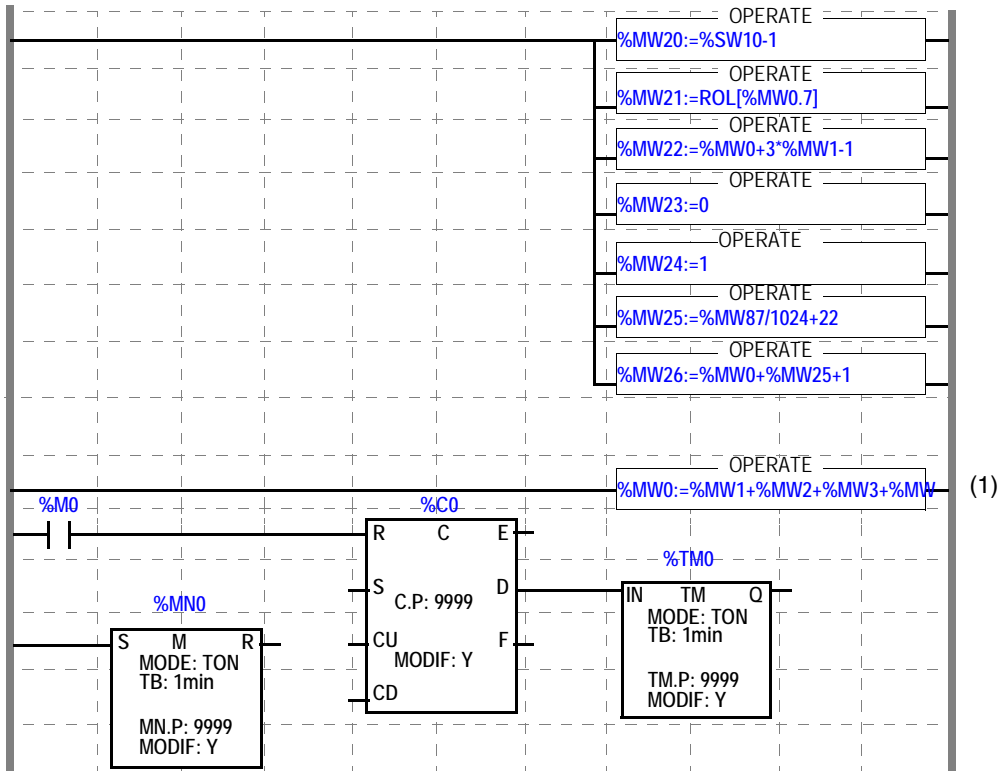 OPERATE
%MW20:=%SW10-1
OPERATE
%MW21:=ROL[%MW0.7]
OPERATE
%MW22:=%MW0+3*%MW1-1
OPERATE
%MW23:=0
OPERATE
%MW24:=1
OPERATE
%MW25:=%MW87/1024+22
OPERATE
%MW26:=%MW0+%MW25+1
OPERATE
%MW0:=%MW1+%MW2+%MW3+%MW
(1)
%M0
%C0
R C E
S D
C.P: 9999
CU F
MODIF: Y
CD
%TM0
IN TM Q
MODE: TON
TB: 1min
TM.P: 9999
MODIF: Y
%MN0
S M R
MODE: TON
TB: 1min
MN.P: 9999
MODIF: Y